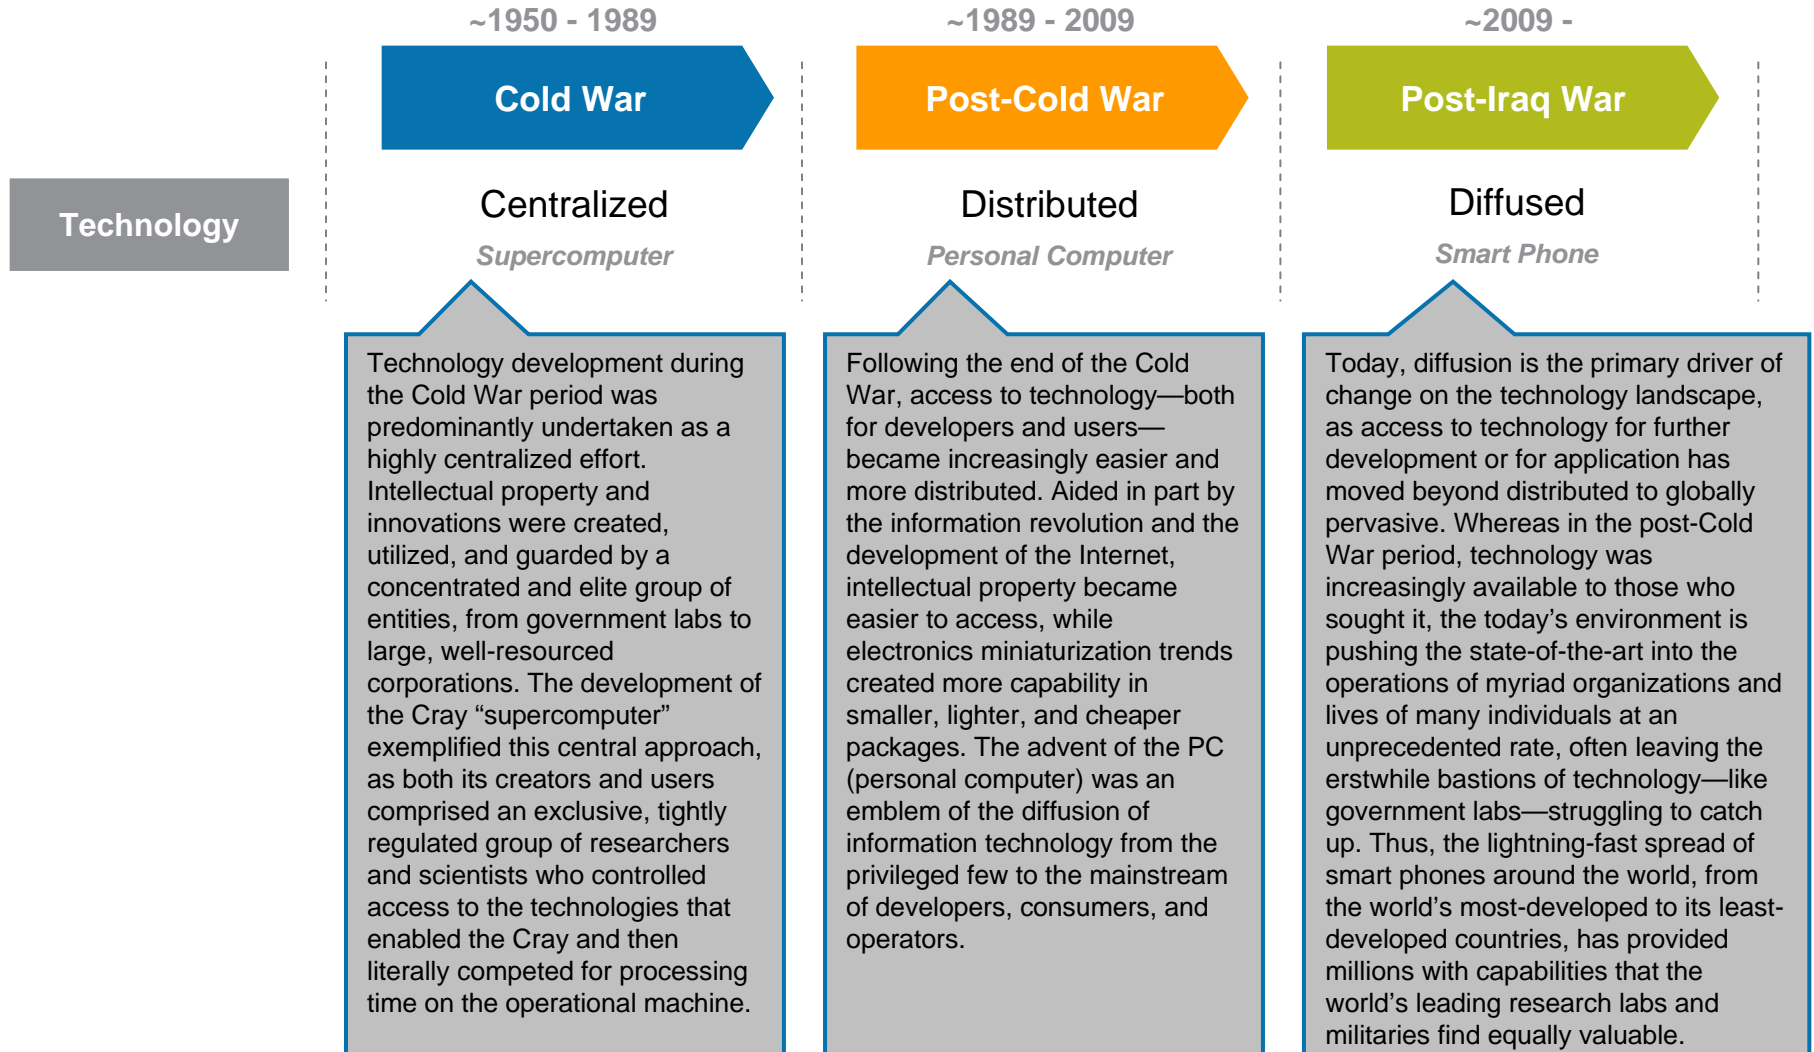 ~1950 - 1989
~1989 - 2009
~2009 -
Cold War
Post-Cold War
Post-Iraq War
Technology
Centralized
Supercomputer
Distributed
Personal Computer
Diffused
Smart Phone
Technology development during
the Cold War period was
predominantly undertaken as a
highly centralized effort.
Intellectual property and
innovations were created,
utilized, and guarded by a
concentrated and elite group of
entities, from government labs to
large, well-resourced
corporations. The development of
the Cray “supercomputer”
exemplified this central approach,
as both its creators and users
comprised an exclusive, tightly
regulated group of researchers
and scientists who controlled
access to the technologies that
enabled the Cray and then
literally competed for processing
time on the operational machine.
Following the end of the Cold
War, access to technology—both
for developers and users—
became increasingly easier and
more distributed. Aided in part by
the information revolution and the
development of the Internet,
intellectual property became
easier to access, while
electronics miniaturization trends
created more capability in
smaller, lighter, and cheaper
packages. The advent of the PC
(personal computer) was an
emblem of the diffusion of
information technology from the
privileged few to the mainstream
of developers, consumers, and
operators.
Today, diffusion is the primary driver of
change on the technology landscape,
as access to technology for further
development or for application has
moved beyond distributed to globally
pervasive. Whereas in the post-Cold
War period, technology was
increasingly available to those who
sought it, the today’s environment is
pushing the state-of-the-art into the
operations of myriad organizations and
lives of many individuals at an
unprecedented rate, often leaving the
erstwhile bastions of technology—like
government labs—struggling to catch
up. Thus, the lightning-fast spread of
smart phones around the world, from
the world’s most-developed to its least-
developed countries, has provided
millions with capabilities that the
world’s leading research labs and
militaries find equally valuable.